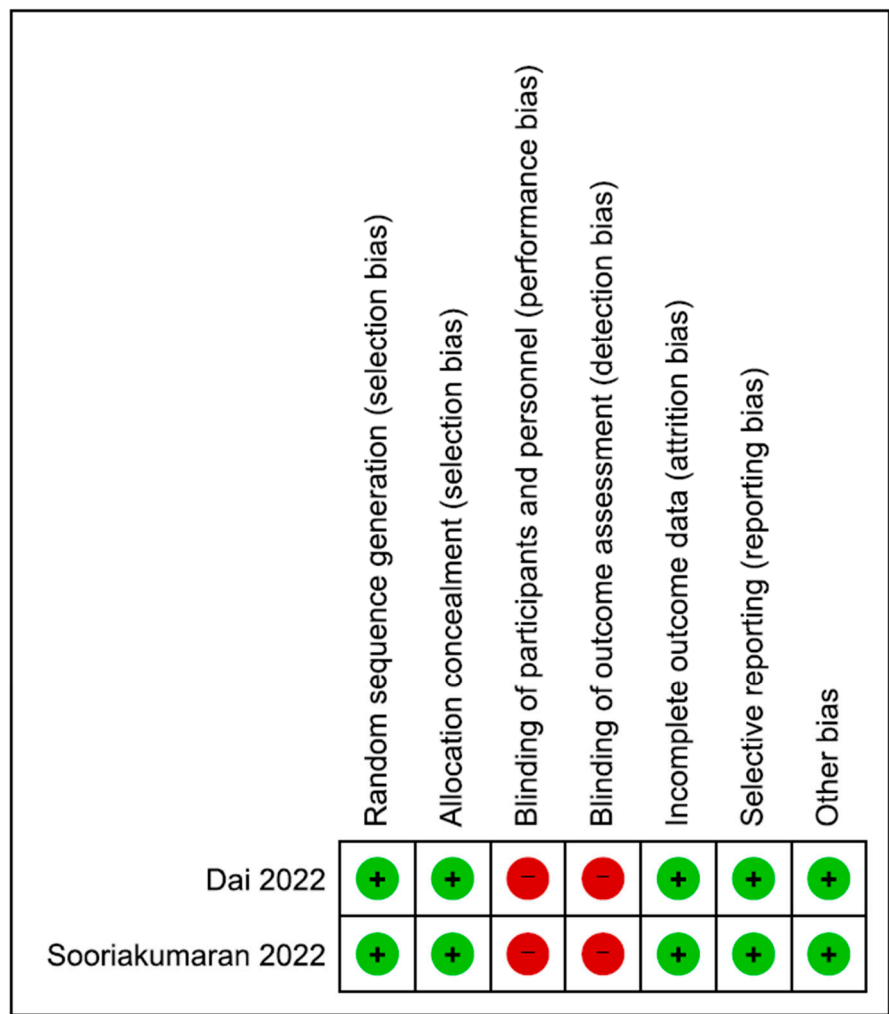 Random sequence generation (selection bias)
Allocation concealment (selection bias)
Blinding of participants and personnel (performance bias)
Blinding of outcome assessment (detection bias)
Incomplete outcome data (attrition bias)
Selective reporting (reporting bias)
Other bias
Dai 2022 + + - - + + +
Sooriakumaran 2022 + + - - + + +